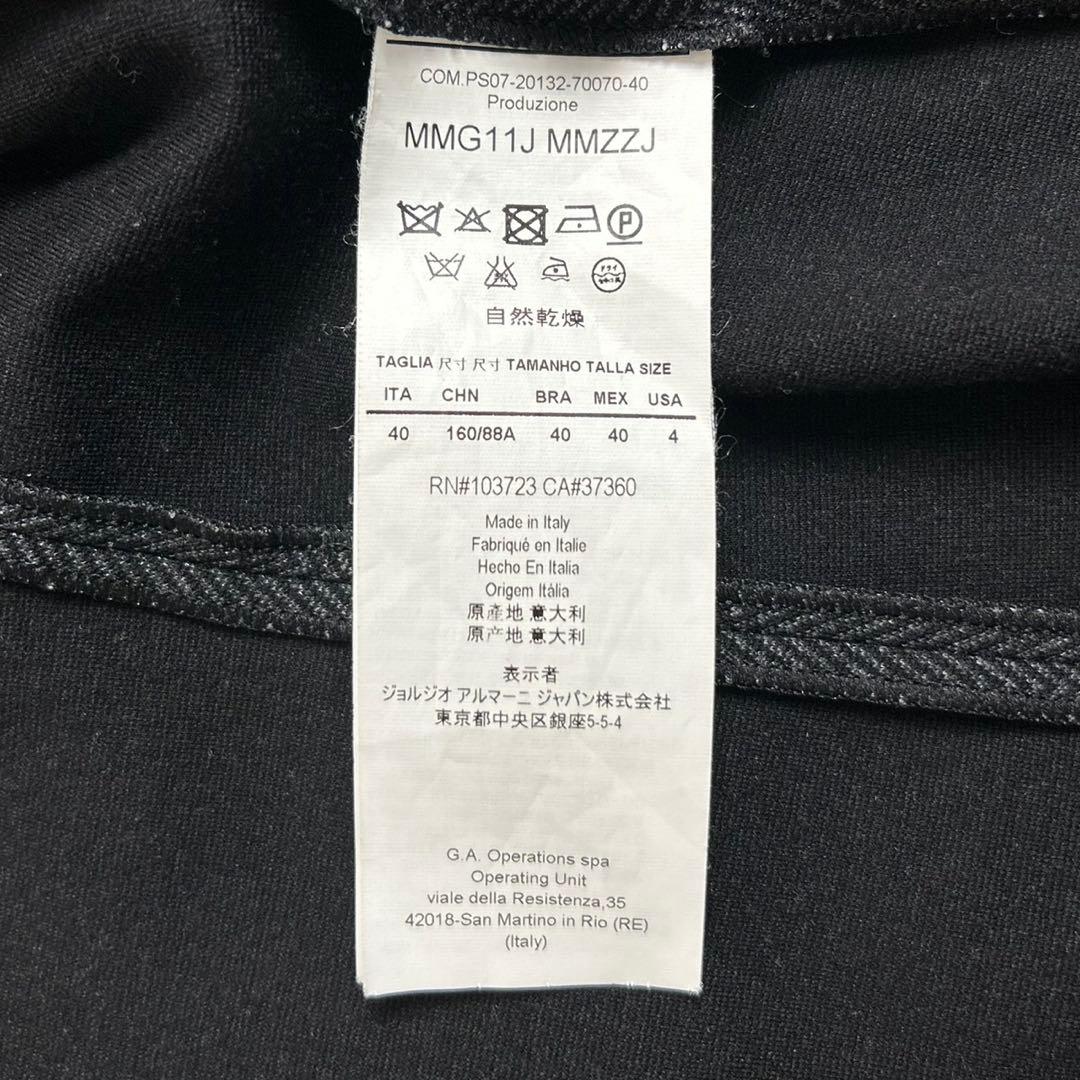 COM.PS07-20132-70070-40
Produzione
MMG11J MMZZJ
P
ドライ
自然乾燥
TAGLIA 尺寸 尺寸 TAMANHO TALLA SIZE
ITA CHN BRA MEX USA
40 160/88A 40 40 4
RN#103723 CA#37360
Made in Italy
Fabriqué en Italie
Hecho En Italia
Origem Itália
原產地 意大利
原产地 意大利
表示者
ジョルジオ アルマーニ ジャパン株式会社
東京都中央区銀座5-5-4
G.A. Operations spa
Operating Unit
viale della Resistenza,35
42018-San Martino in Rio (RE)
(Italy)